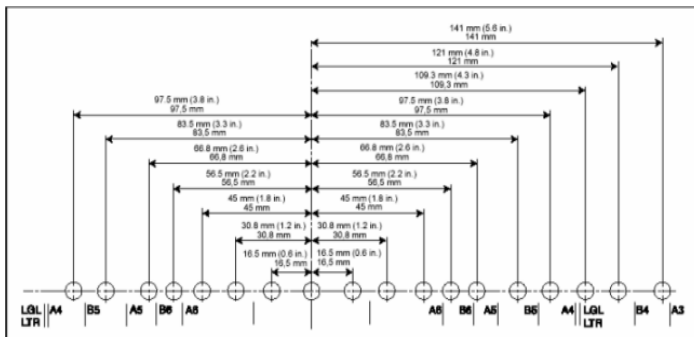 141 mm (5.6 in.)
141 mm
121 mm (4.8 in.)
121 mm
109.3 mm (4.3 in.)
109,3 mm
97.5 mm (3.8 in.)
97,5 mm
97.5 mm (3.8 in.)
97,5 mm
83.5 mm (3.3 in.)
83,5 mm
83.5 mm (3.3 in.)
83,5 mm
66.8 mm (2.6 in.)
66,8 mm
66.8 mm (2.6 in.)
66,8 mm
56.5 mm (2.2 in.)
56,5 mm
56.5 mm (2.2 in.)
56,5 mm
45 mm (1.8 in.)
45 mm
45 mm (1.8 in.)
45 mm
30.8 mm (1.2 in.)
30,8 mm
30.8 mm (1.2 in.)
30,8 mm
16.5 mm (0.6 in.)
16,5 mm
16.5 mm (0.6 in.)
16,5 mm
LGL A4 B5 A5 B6 A6 A6 B6 A5 B5 A4 LGL B4 A3
LTR LTR